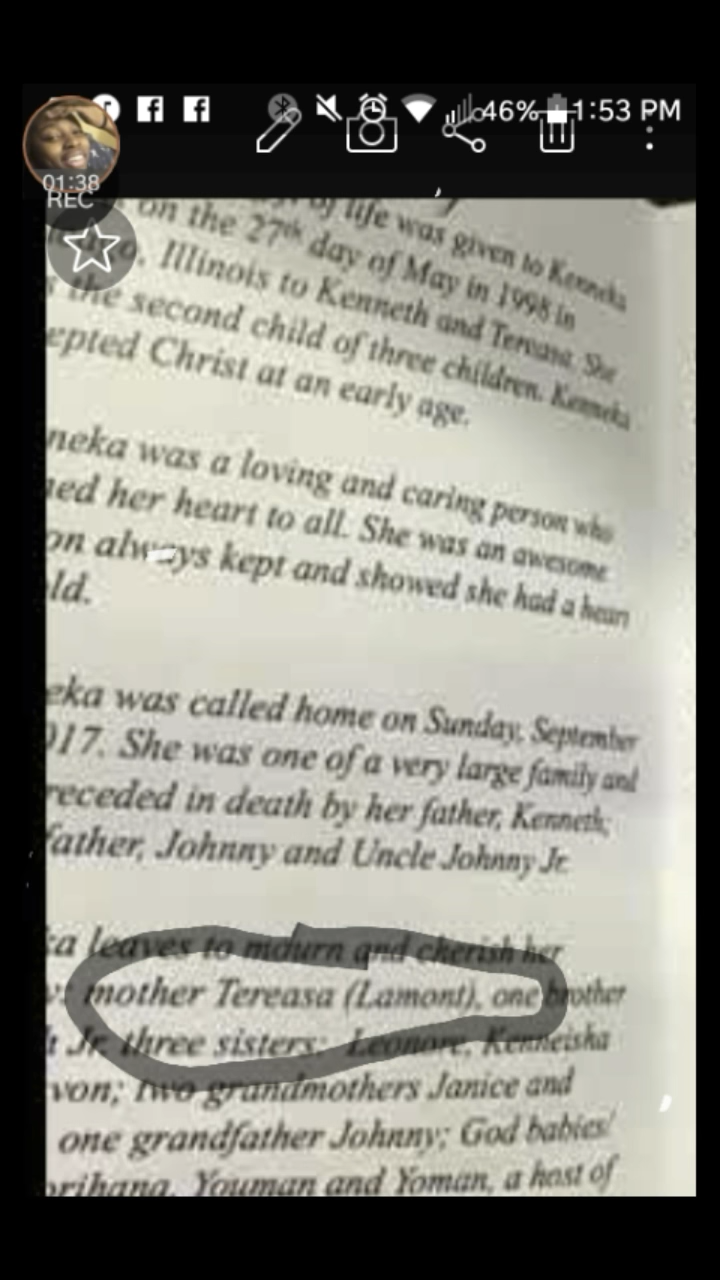 46% 1:53 PM
01:38
REC
of life was given to Kenneka
on the 27th day of May in 1998 in
Illinois to Kenneth and Tereasa. She
the second child of three children. Kenneka
epted Christ at an early age.
neka was a loving and caring person who
ned her heart to all. She was an awesome
on always kept and showed she had a heart
ld.
eka was called home on Sunday, September
017. She was one of a very large family and
receded in death by her father, Kenneth;
father, Johnny and Uncle Johnny Jr.
ka leaves to mourn and cherish her
mother Tereasa (Lamont), one brother
Jr. three sisters: Leonore, Kenneisha
von; two grandmothers Janice and
one grandfather Johnny; God babies/
orihana, Youman and Yoman, a host of